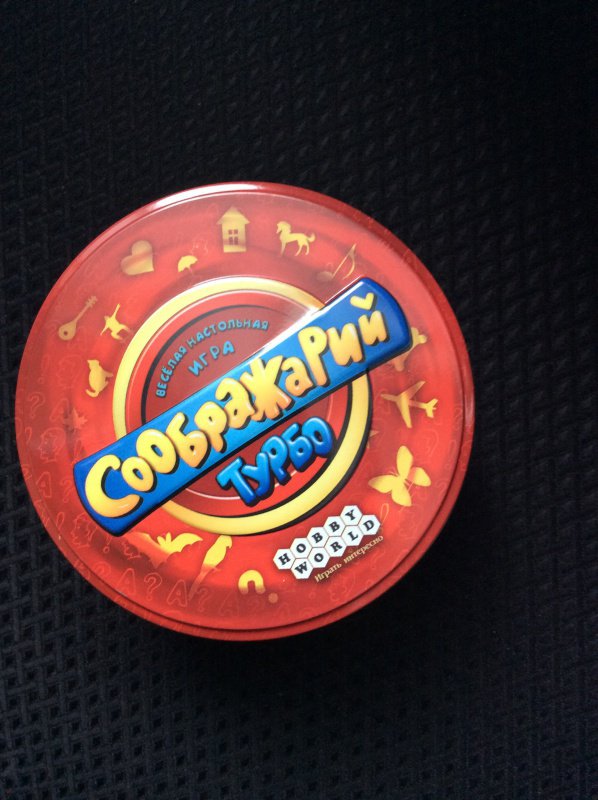 ВЕСЁЛАЯ НАСТОЛЬНАЯ
ИГРА
СООБРАЖАРИЙ
ТУРБО
HOBBY
WORLD
Играть интересно